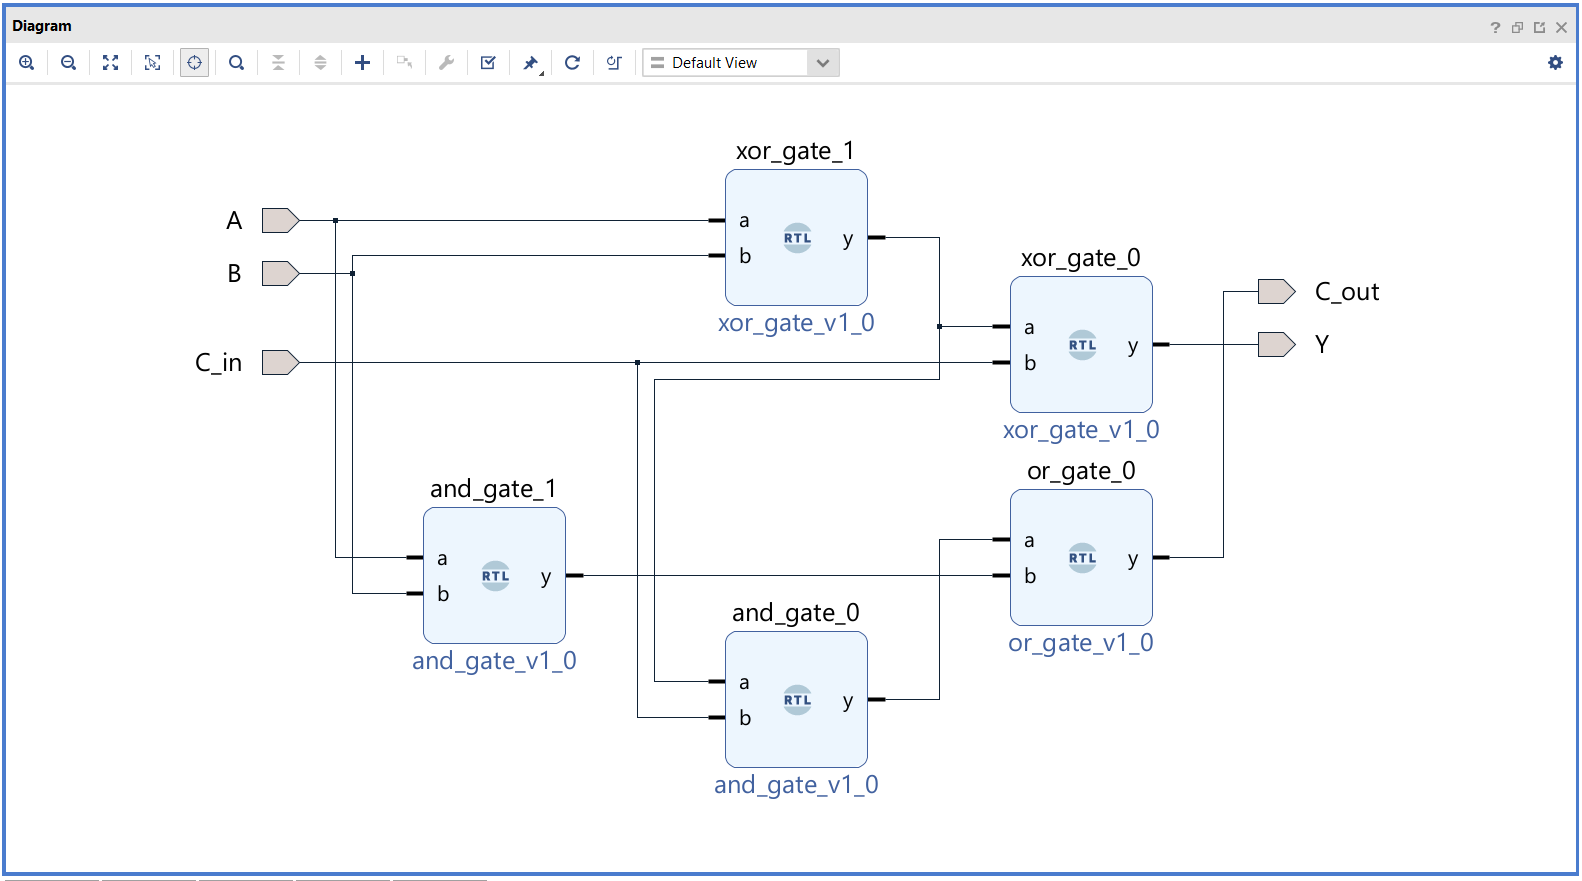 Diagram
Default View
xor_gate_1
A
a
RTL
y
B
b
xor_gate_v1_0
xor_gate_0
C_out
a
RTL
y
Y
C_in
b
xor_gate_v1_0
and_gate_1
a
RTL
y
b
and_gate_v1_0
or_gate_0
a
RTL
y
b
or_gate_v1_0
and_gate_0
a
RTL
y
b
and_gate_v1_0